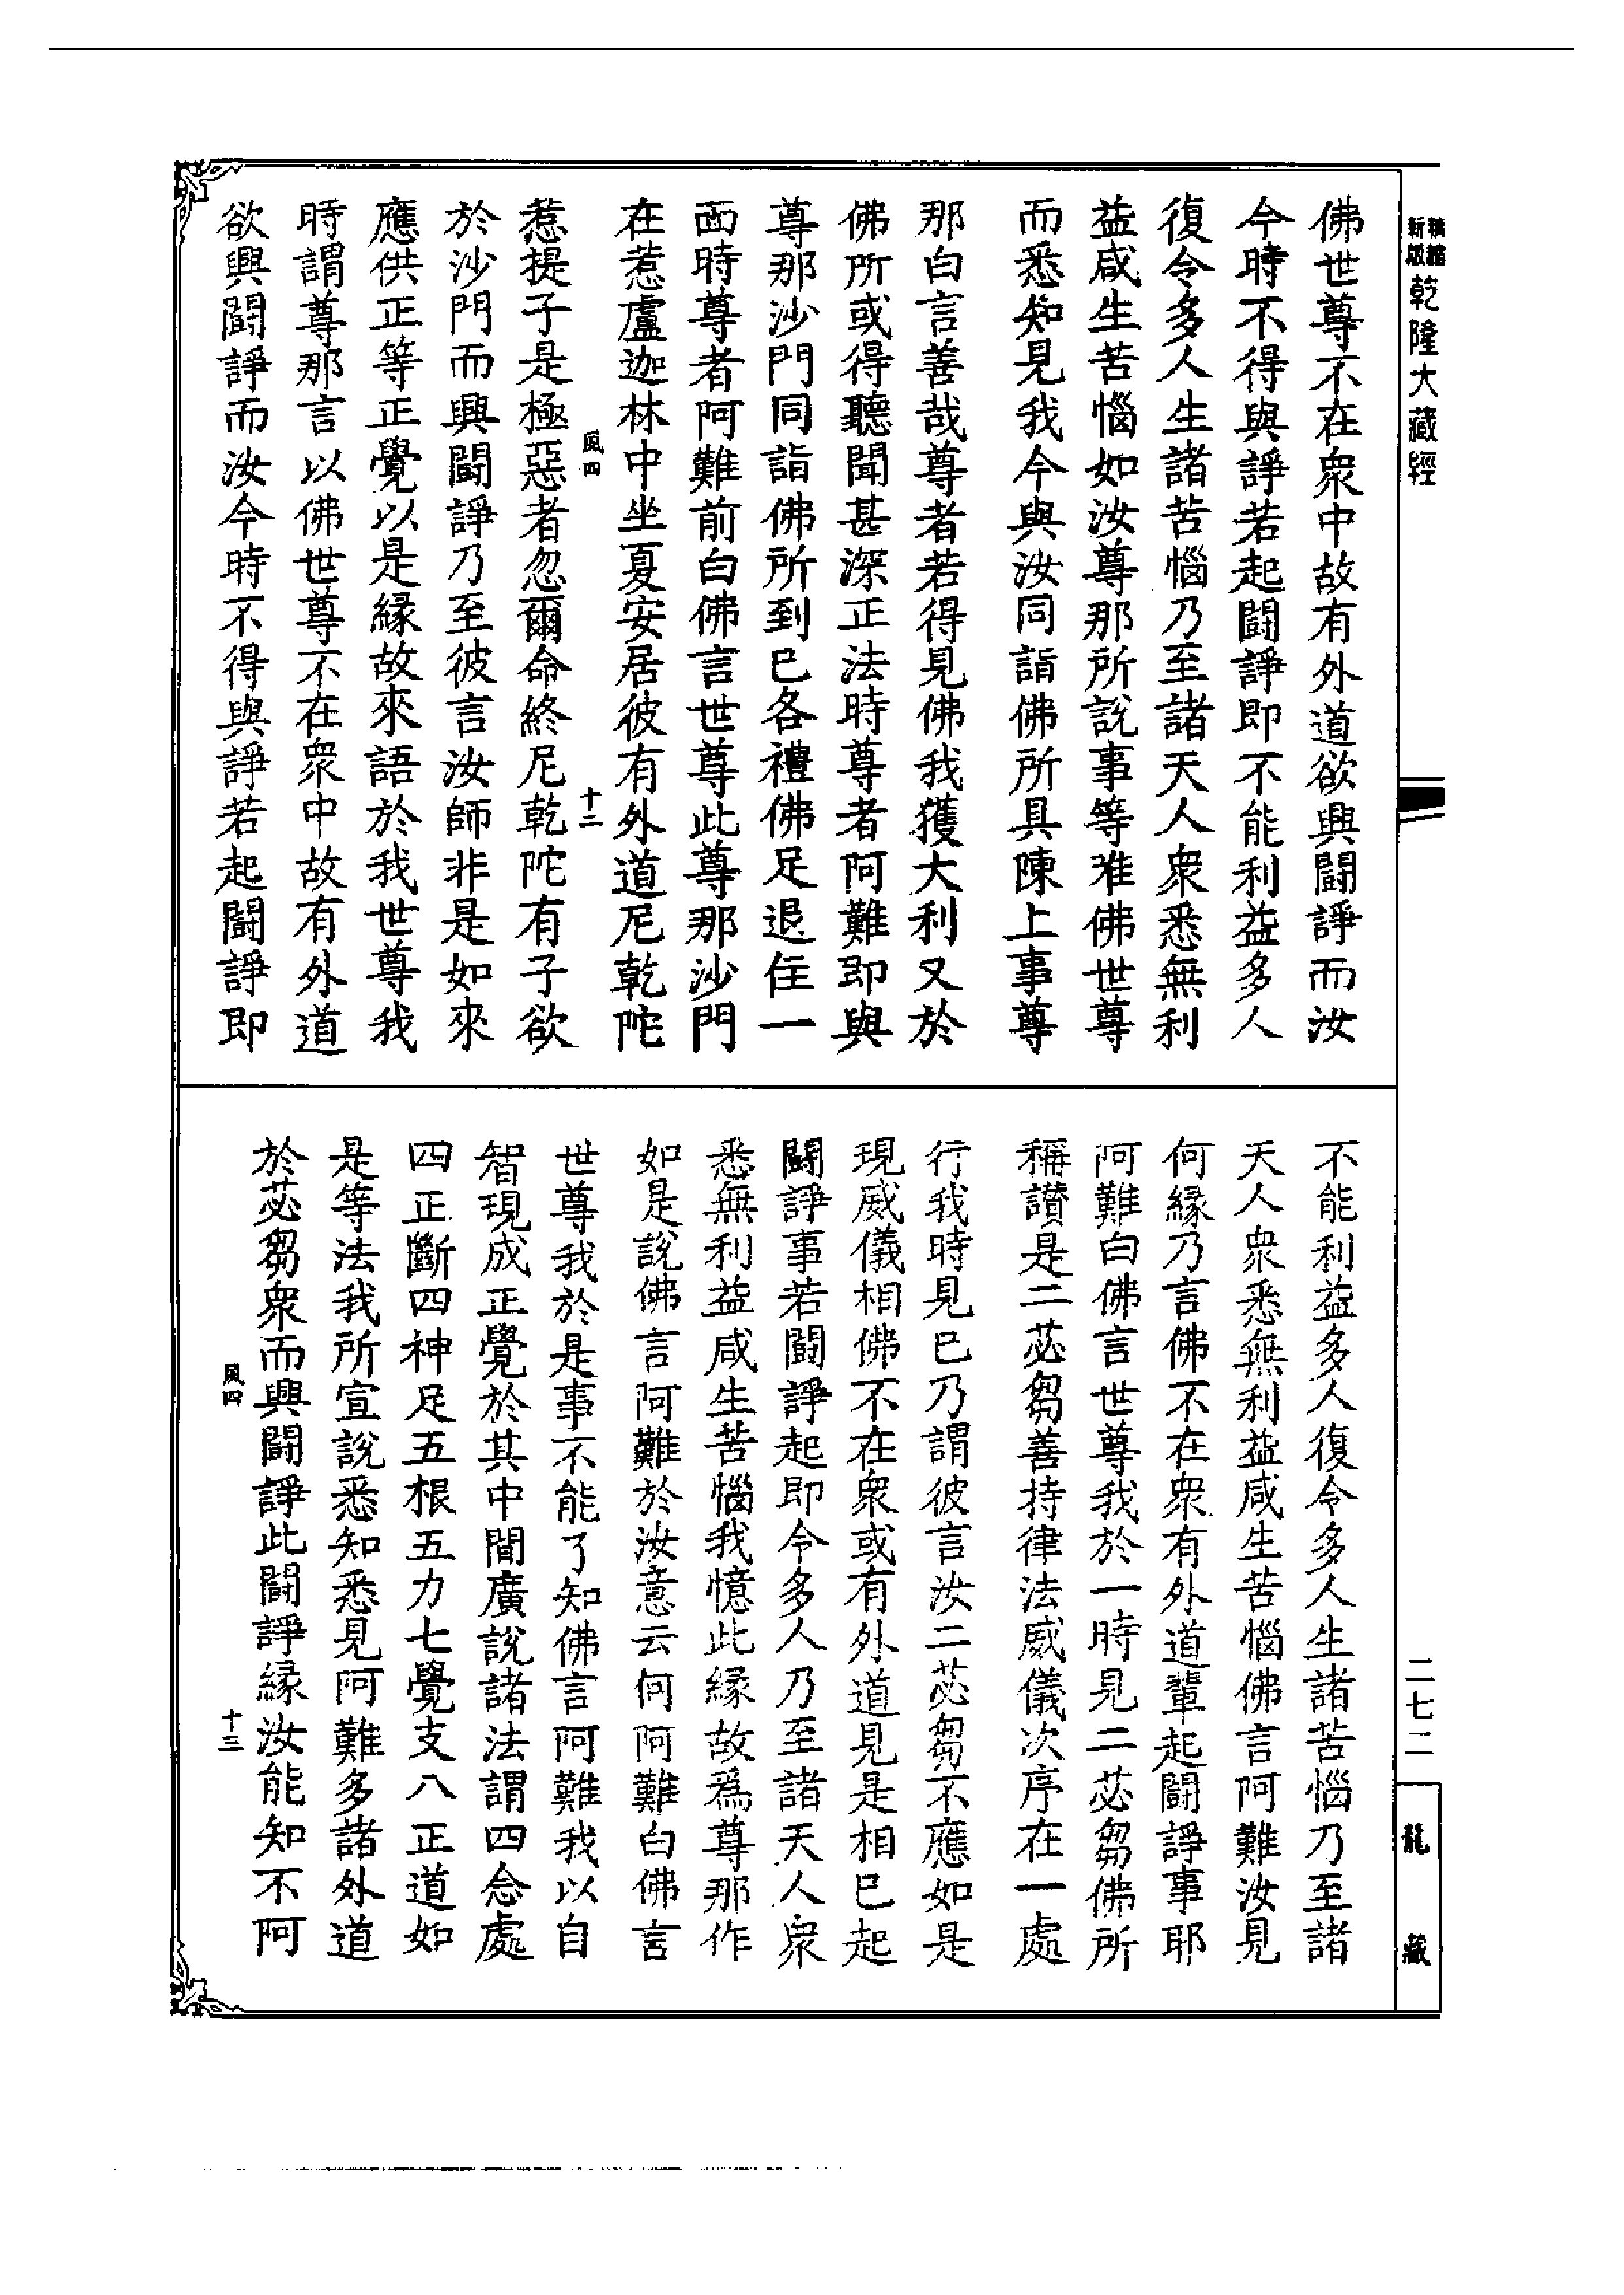 新版精縮
乾隆大藏經
佛世尊不在衆中故有外道欲興鬪諍而汝
今時不得與諍若起鬪諍即不能利益多人
復令多人生諸苦惱乃至諸天人衆悉無利
益咸生苦惱如汝尊那所說事等唯佛世尊
而悉知見我今與汝同詣佛所具陳上事尊
那白言善哉尊者若得見佛我獲大利又於
佛所或得聽聞甚深正法時尊者阿難即與
尊那沙門同詣佛所到已各禮佛足退住一
面時尊者阿難前白佛言世尊此尊那沙門
在惹盧迦林中坐夏安居彼有外道尼乾陀
風四
十二
惹提子是極惡者忽爾命終尼乾陀有子欲
於沙門而興鬪諍乃至彼言汝師非是如來
應供正等正覺以是緣故來語於我世尊我
時謂尊那言以佛世尊不在衆中故有外道
欲興鬪諍而汝今時不得與諍若起鬪諍即
二七二
龍藏
不能利益多人復令多人生諸苦惱乃至諸
天人衆悉無利益咸生苦惱佛言阿難汝見
何緣乃言佛不在衆有外道輩起鬪諍事耶
阿難白佛言世尊我於一時見二苾芻佛所
稱讚是二苾芻善持律法威儀次序在一處
行我時見已乃謂彼言汝二苾芻不應如是
現威儀相佛不在衆或有外道見是相已起
鬪諍事若鬪諍起即令多人乃至諸天人衆
悉無利益咸生苦惱我憶此緣故為尊那作
如是說佛言阿難於汝意云何阿難白佛言
世尊我於是事不能了知佛言阿難我以自
智現成正覺於其中間廣說諸法謂四念處
四正斷四神足五根五力七覺支八正道如
是等法我所宣說悉知悉見阿難多諸外道
於苾芻衆而興鬪諍此鬪諍緣汝能知不阿
風四
十三